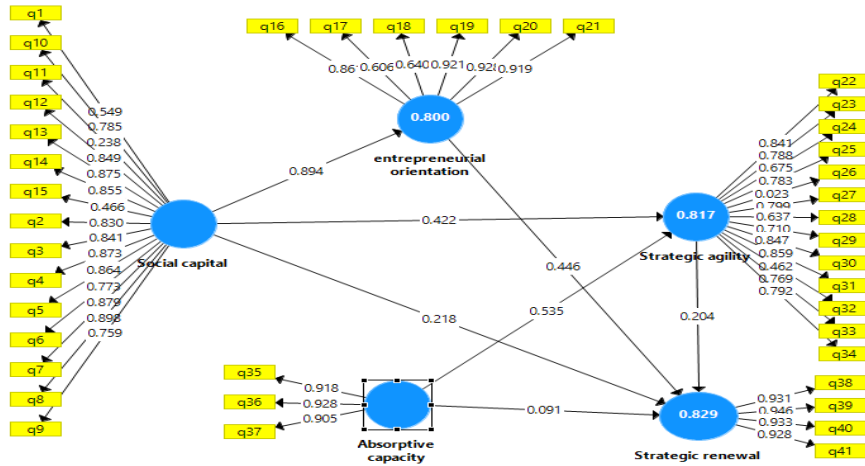 q1
q10
q11
q12
q13
q14
q15
q2
q3
q4
q5
q6
q7
q8
q9
0.549
0.785
0.238
0.849
0.875
0.855
0.466
0.830
0.841
0.873
0.864
0.773
0.879
0.898
0.759
Social capital
q16
q17
q18
q19
q20
q21
0.606
0.640
0.921
0.919
0.800
entrepreneurial
orientation
0.894
0.422
0.446
0.218
0.535
0.091
0.204
q22
q23
q24
q25
q26
q27
q28
q29
q30
q31
q32
q33
q34
0.841
0.788
0.675
0.783
0.023
0.799
0.637
0.710
0.847
0.859
0.462
0.769
0.792
0.817
Strategic agility
q35
q36
q37
0.918
0.928
0.905
Absorptive
capacity
q38
q39
q40
q41
0.931
0.946
0.933
0.928
0.829
Strategic renewal